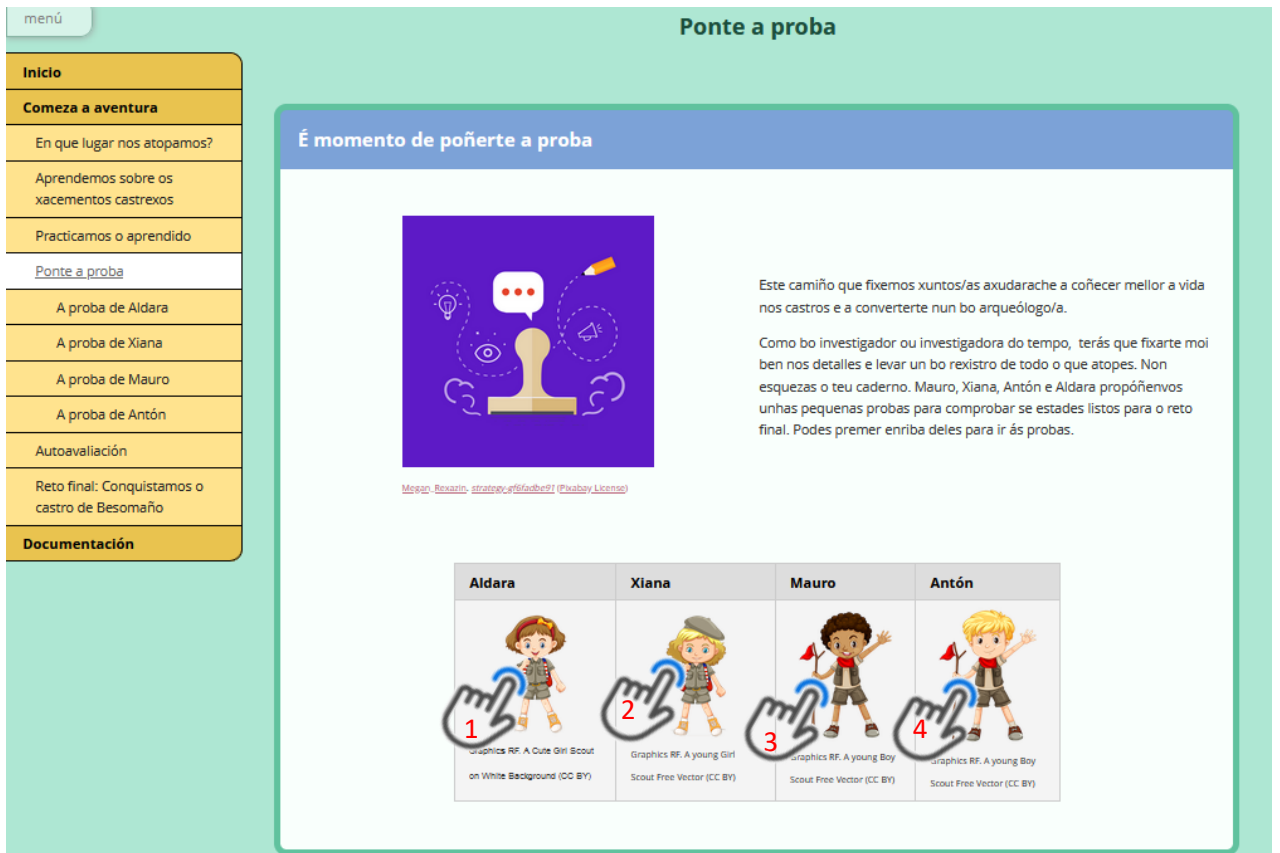 menú
Ponte a proba
Inicio
Comeza a aventura
En que lugar nos atopamos?
Aprendemos sobre os
xacementos castrexos
Practicamos o aprendido
Ponte a proba
A proba de Aldara
A proba de Xiana
A proba de Mauro
A proba de Antón
Autoavaliación
Reto final: Conquistamos o
castro de Besomaño
Documentación
É momento de poñerte a proba
Este camiño que fixemos xuntos/as axudarache a coñecer mellor a vida
nos castros e a converterte nun bo arqueólogo/a.
Como bo investigador ou investigadora do tempo, terás que fixarte moi
ben nos detalles e levar un bo rexistro de todo o que atopes. Non
esquezas o teu caderno. Mauro, Xiana, Antón e Aldara propóñenvos
unhas pequenas probas para comprobar se estades listos para o reto
final. Podes premer enriba deles para ir ás probas.
Megan_Rexazin. strategy-gf6fadbe91 (Pixabay License)
Aldara Xiana Mauro Antón
1 2 3 4
Graphics RF. A Cute Girl Scout
on White Background (CC BY)
Graphics RF. A young Girl
Scout Free Vector (CC BY)
Graphics RF. A young Boy
Scout Free Vector (CC BY)
Graphics RF. A young Boy
Scout Free Vector (CC BY)